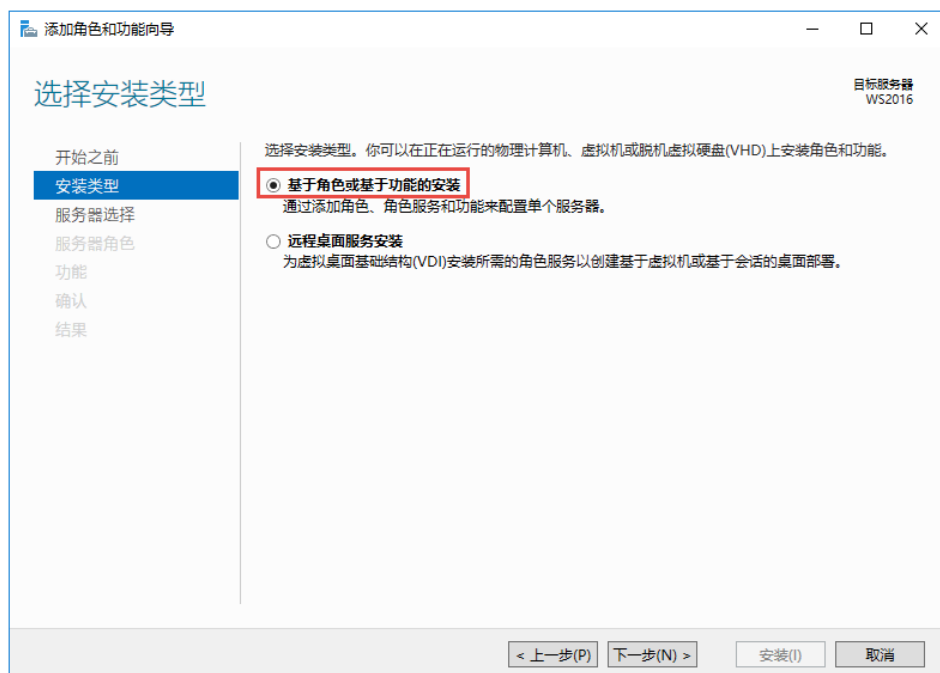 添加角色和功能向导
选择安装类型
目标服务器
WS2016
开始之前
安装类型
服务器选择
服务器角色
功能
确认
结果
选择安装类型。你可以在正在运行的物理计算机、虚拟机或脱机虚拟硬盘(VHD)上安装角色和功能。
基于角色或基于功能的安装
通过添加角色、角色服务和功能来配置单个服务器。
远程桌面服务安装
为虚拟桌面基础结构(VDI)安装所需的角色服务以创建基于虚拟机或基于会话的桌面部署。
< 上一步(P) 下一步(N) > 安装(I) 取消